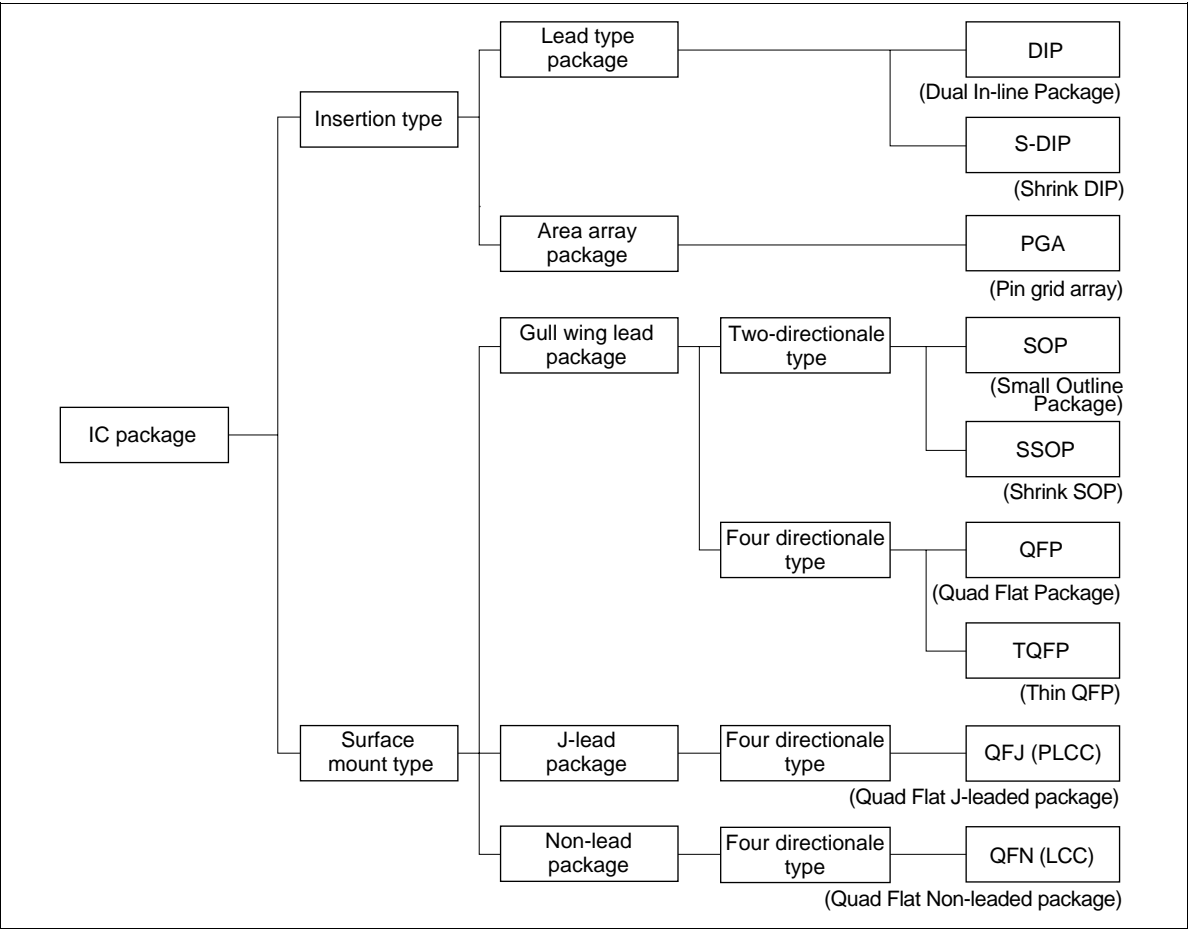 Lead type
package
DIP
(Dual In-line Package)
Insertion type
S-DIP
(Shrink DIP)
Area array
package
PGA
(Pin grid array)
Gull wing lead
package
Two-directionale
type
SOP
(Small Outline
Package)
IC package
SSOP
(Shrink SOP)
Four directionale
type
QFP
(Quad Flat Package)
TQFP
(Thin QFP)
Surface
mount type
J-lead
package
Four directionale
type
QFJ (PLCC)
(Quad Flat J-leaded package)
Non-lead
package
Four directionale
type
QFN (LCC)
(Quad Flat Non-leaded package)